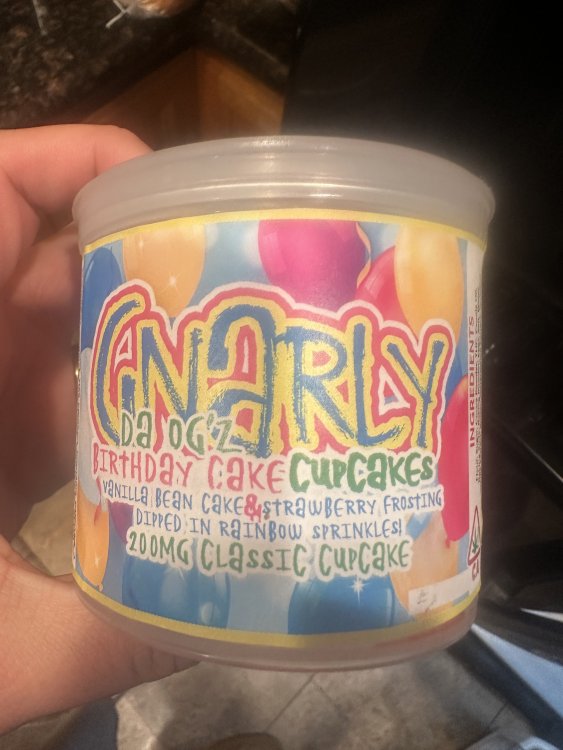 GNARLY
Da OG'z
BIRTHDAY CAKE CUPCAKES
VANILLA BEAN CAKE & STRAWBERRY FROSTING
DIPPED IN RAINBOW SPRINKLES!
200MG CLASSIC CUPCAKE
INGREDIENTS